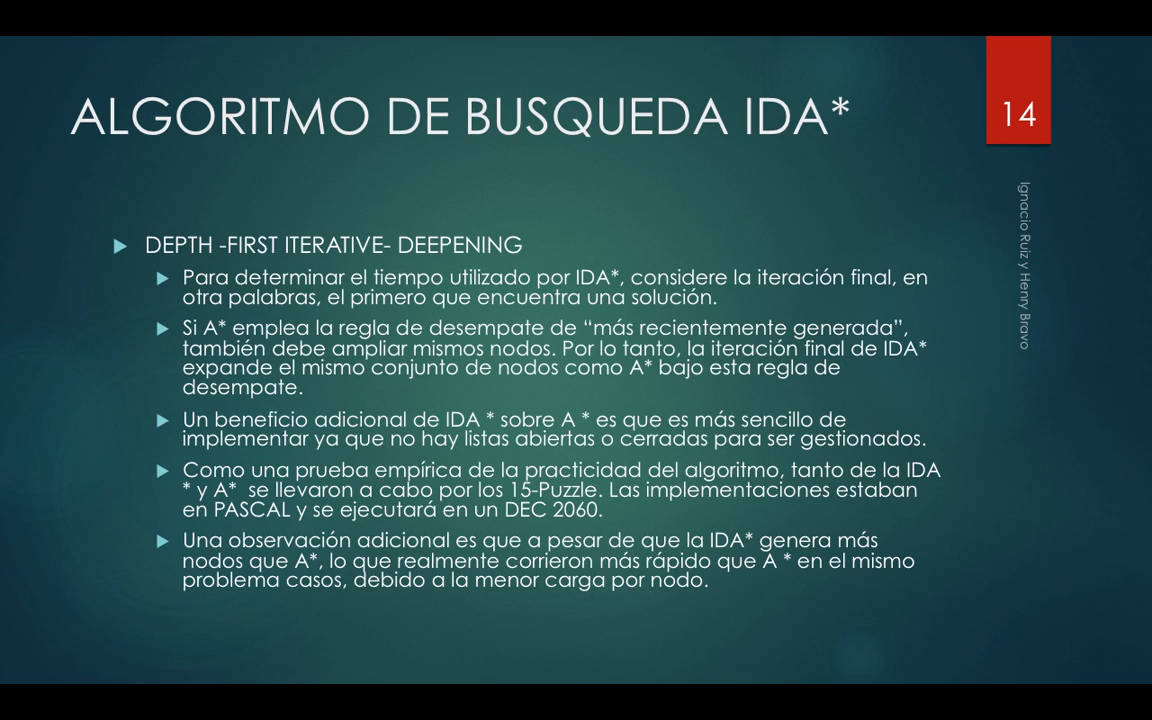 ALGORITMO DE BUSQUEDA IDA*
14
Ignacio Ruiz y Henry Bravo
DEPTH -FIRST ITERATIVE- DEEPENING
Para determinar el tiempo utilizado por IDA*, considere la iteración final, en
otra palabras, el primero que encuentra una solución.
Si A* emplea la regla de desempate de “más recientemente generada”,
también debe ampliar mismos nodos. Por lo tanto, la iteración final de IDA*
expande el mismo conjunto de nodos como A* bajo esta regla de
desempate.
Un beneficio adicional de IDA * sobre A * es que es más sencillo de
implementar ya que no hay listas abiertas o cerradas para ser gestionados.
Como una prueba empírica de la practicidad del algoritmo, tanto de la IDA
* y A*  se llevaron a cabo por los 15-Puzzle. Las implementaciones estaban
en PASCAL y se ejecutará en un DEC 2060.
Una observación adicional es que a pesar de que la IDA* genera más
nodos que A*, lo que realmente corrieron más rápido que A * en el mismo
problema casos, debido a la menor carga por nodo.